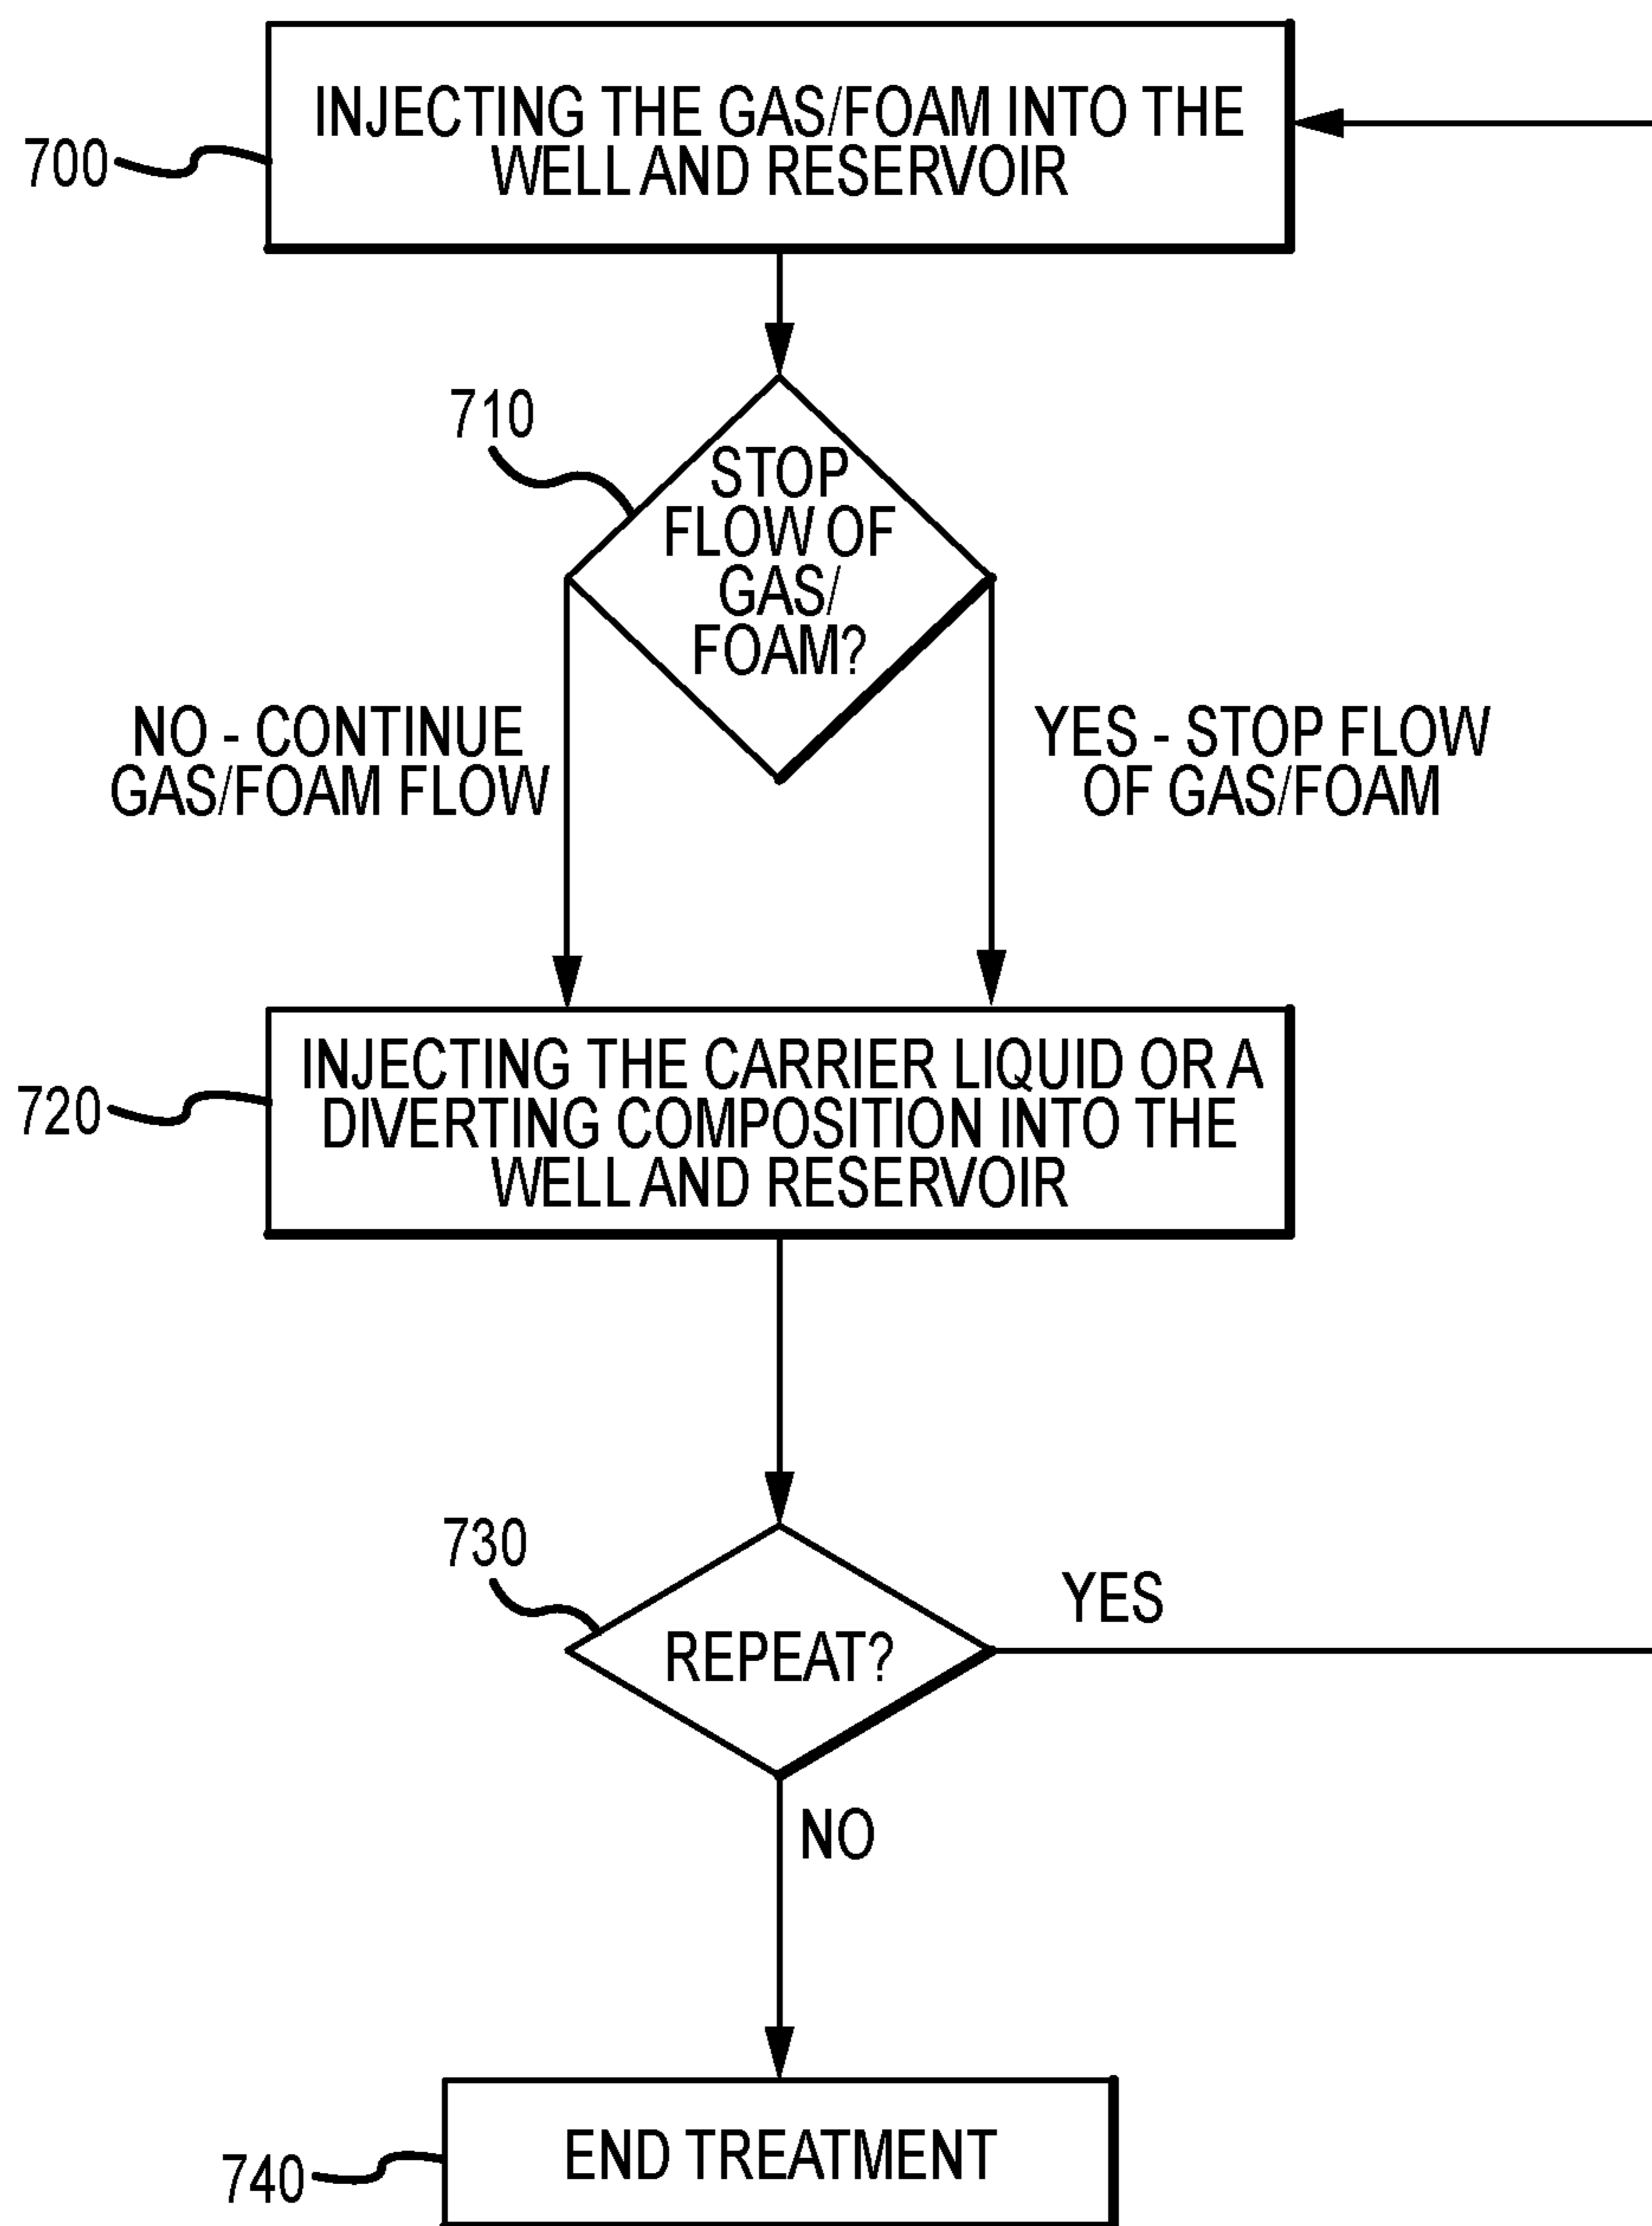 INJECTING THE GAS/FOAM INTO THE
WELL AND RESERVOIR
700
710
STOP
FLOW OF
GAS/
FOAM?
NO - CONTINUE
GAS/FOAM FLOW
YES - STOP FLOW
OF GAS/FOAM
INJECTING THE CARRIER LIQUID OR A
DIVERTING COMPOSITION INTO THE
WELL AND RESERVOIR
720
730
REPEAT?
YES
NO
END TREATMENT
740